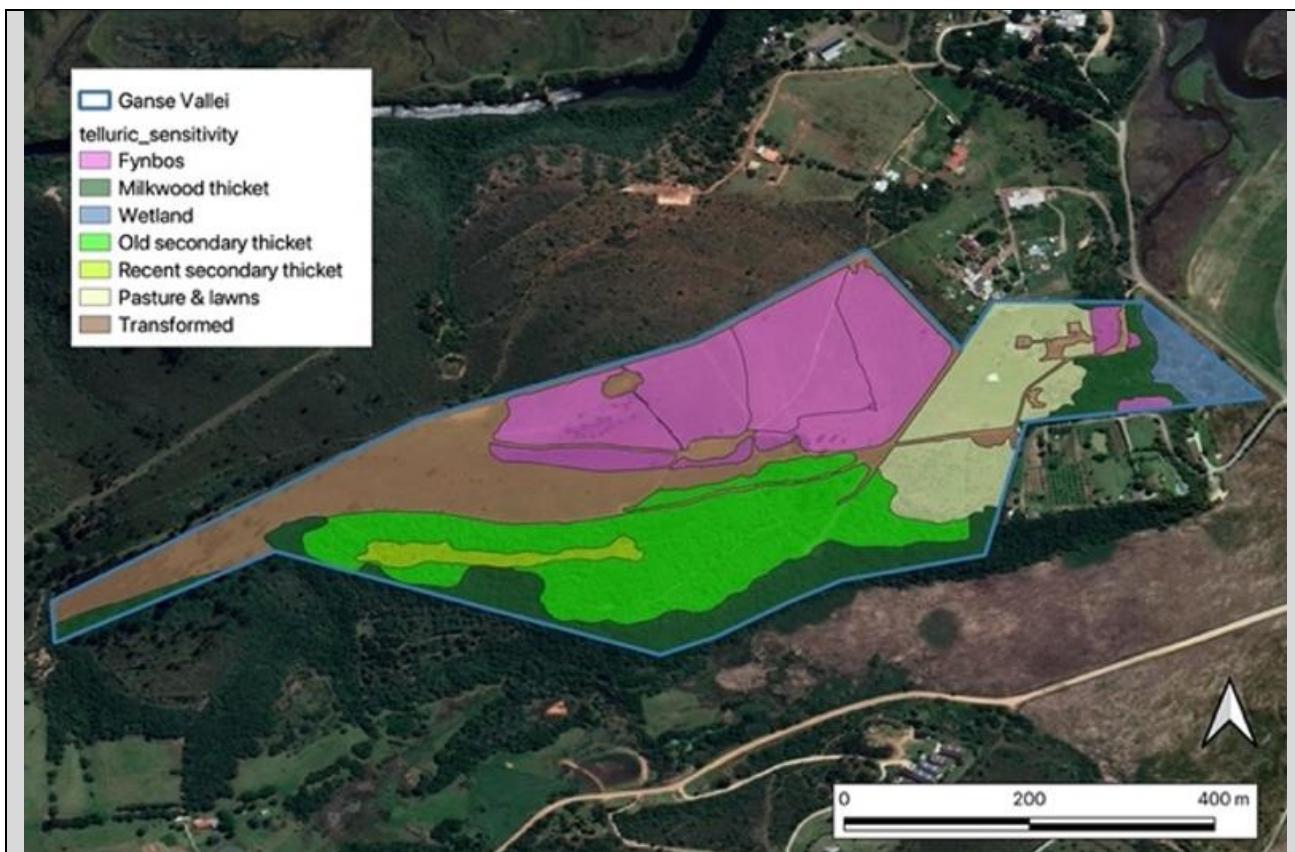 Ganse Vallei
telluric_sensitivity
Fynbos
Milkwood thicket
Wetland
Old secondary thicket
Recent secondary thicket
Pasture & lawns
Transformed
0 200 400 m